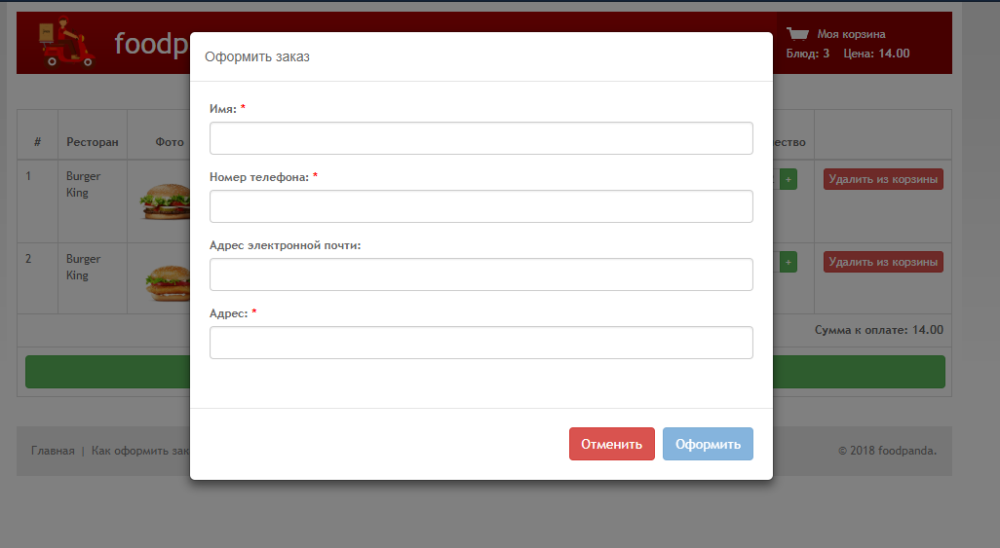 foodp
Моя корзина
Блюд: 3 Цена: 14.00
Оформить заказ
Имя: *
Номер телефона: *
Адрес электронной почти:
Адрес: *
Отменить Оформить
# Ресторан Фото ество
1 Burger
King
+ Удалить из корзины
2 Burger
King
+ Удалить из корзины
Сумма к оплате: 14.00
Главная | Как оформить зак
© 2018 foodpanda.